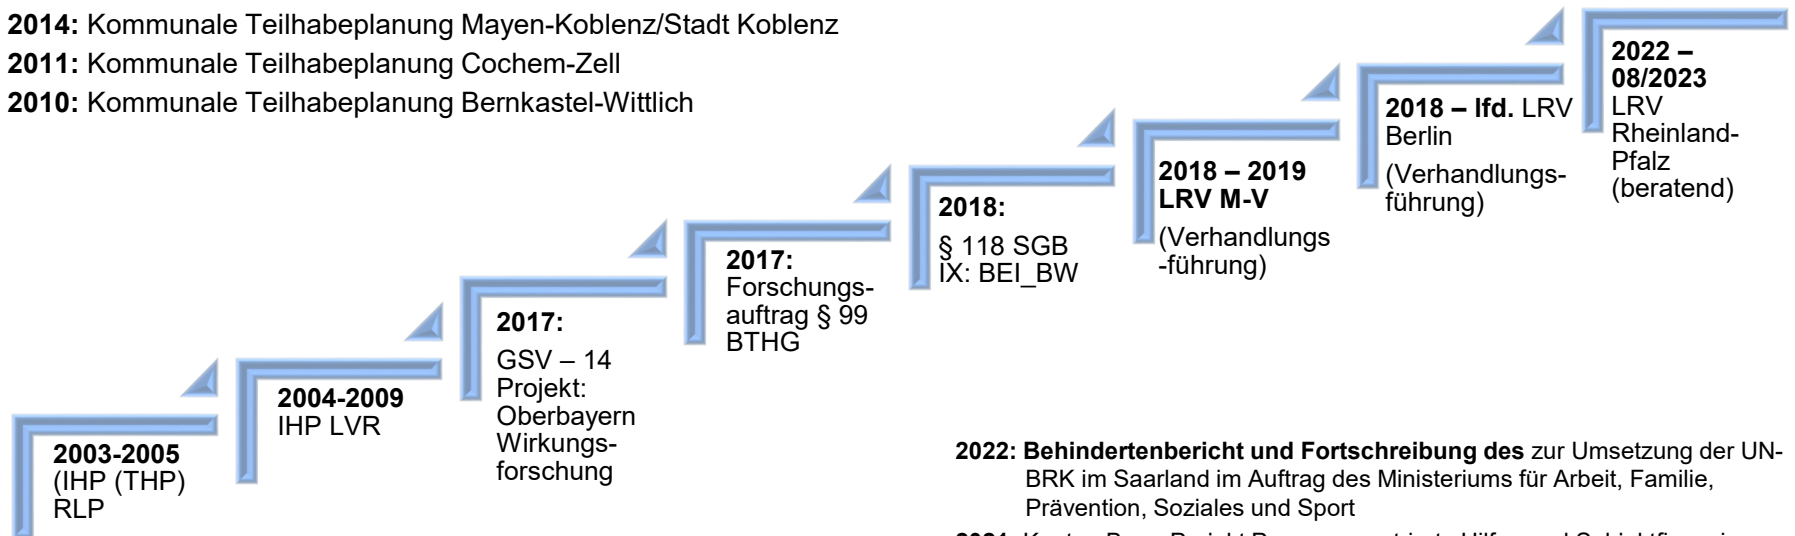 2014: Kommunale Teilhabeplanung Mayen-Koblenz/Stadt Koblenz
2011: Kommunale Teilhabeplanung Cochem-Zell
2010: Kommunale Teilhabeplanung Bernkastel-Wittlich
2003-2005
(IHP (THP)
RLP
2004-2009
IHP LVR
2017:
GSV – 14
Projekt:
Oberbayern
Wirkungs-
forschung
2017:
Forschungs-
auftrag § 99
BTHG
2018:
§ 118 SGB
IX: BEI_BW
2018 – 2019
LRV M-V
(Verhandlungs
-führung)
2018 – lfd. LRV
Berlin
(Verhandlungs-
führung)
2022 –
08/2023
LRV
Rheinland-
Pfalz
(beratend)
2022: Behindertenbericht und Fortschreibung des zur Umsetzung der UN-
BRK im Saarland im Auftrag des Ministeriums für Arbeit, Familie,
Prävention, Soziales und Sport